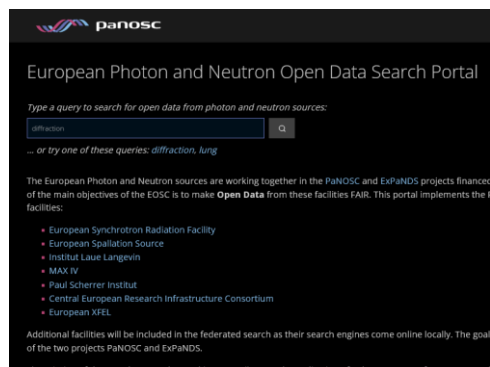 panosc
European Photon and Neutron Open Data Search Portal
Type a query to search for open data from photon and neutron sources:
diffraction
... or try one of these queries: diffraction, lung
The European Photon and Neutron sources are working together in the PaNOSC and ExPaNDS projects financed
of the main objectives of the EOSC is to make Open Data from these facilities FAIR. This portal implements the
facilities:
European Synchrotron Radiation Facility
European Spallation Source
Institut Laue Langevin
MAX IV
Paul Scherrer Institut
Central European Research Infrastructure Consortium
European XFEL
Additional facilities will be included in the federated search as their search engines come online locally. The goal
of the two projects PaNOSC and ExPaNDS.